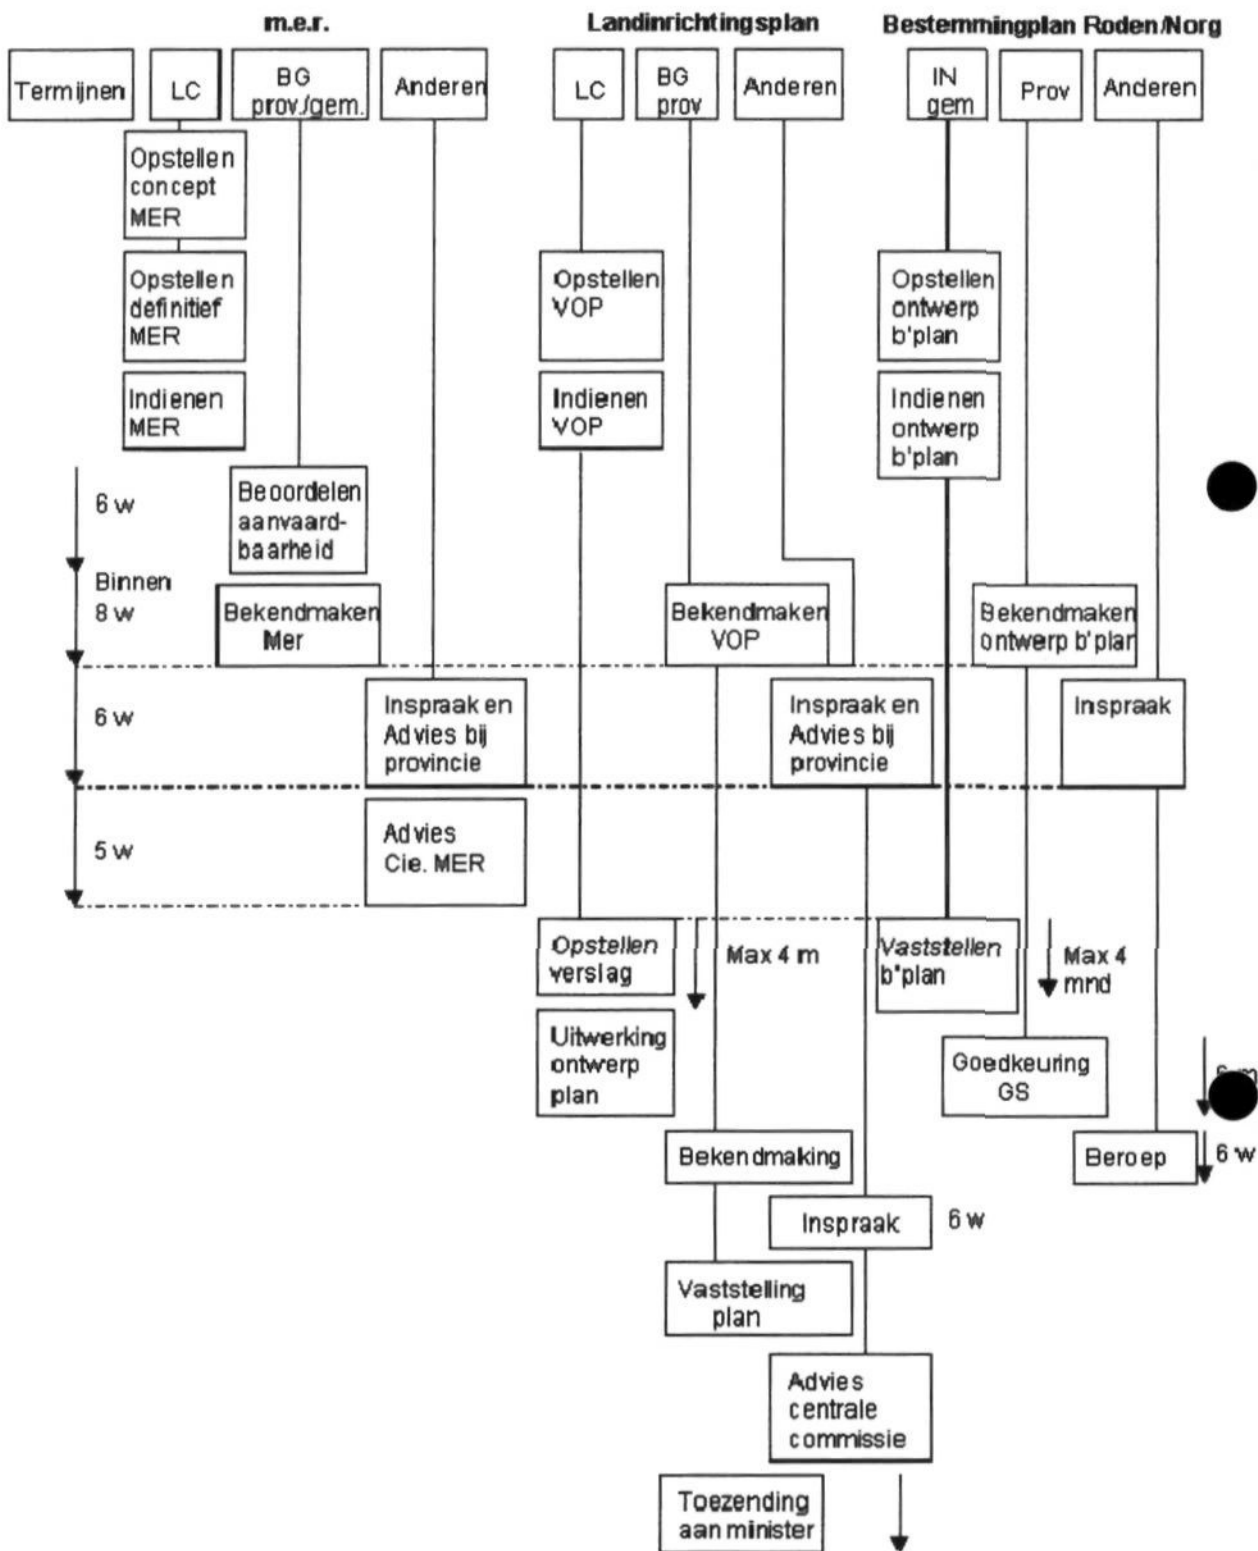 m.e.r.
Landinrichtingsplan
Bestemmingplan Roden/Norg
Termijnen
LC
BG
prov./gem.
Anderen
LC
BG
prov
Anderen
IN
gem
Prov
Anderen
Opstellen
concept
MER
Opstellen
definitief
MER
Opstellen
VOP
Opstellen
ontwerp
b'plan
Indienen
MER
Indienen
VOP
Indienen
ontwerp
b'plan
6 w
Beoordelen
aanvaard-
baarheid
Binnen
8 w
Bekendmaken
Mer
Bekendmaken
VOP
Bekendmaken
ontwerp b'plan
6 w
Inspraak en
Advies bij
provincie
Inspraak en
Advies bij
provincie
Inspraak
5 w
Advies
Cie. MER
Opstellen
verslag
Max 4 m
Vaststellen
b'plan
Max 4
mnd
Uitwerking
ontwerp
plan
Goedkeuring
GS
Bekendmaking
Beroep
6 w
Inspraak
6 w
Vaststelling
plan
Advies
centrale
commissie
Toezending
aan minister